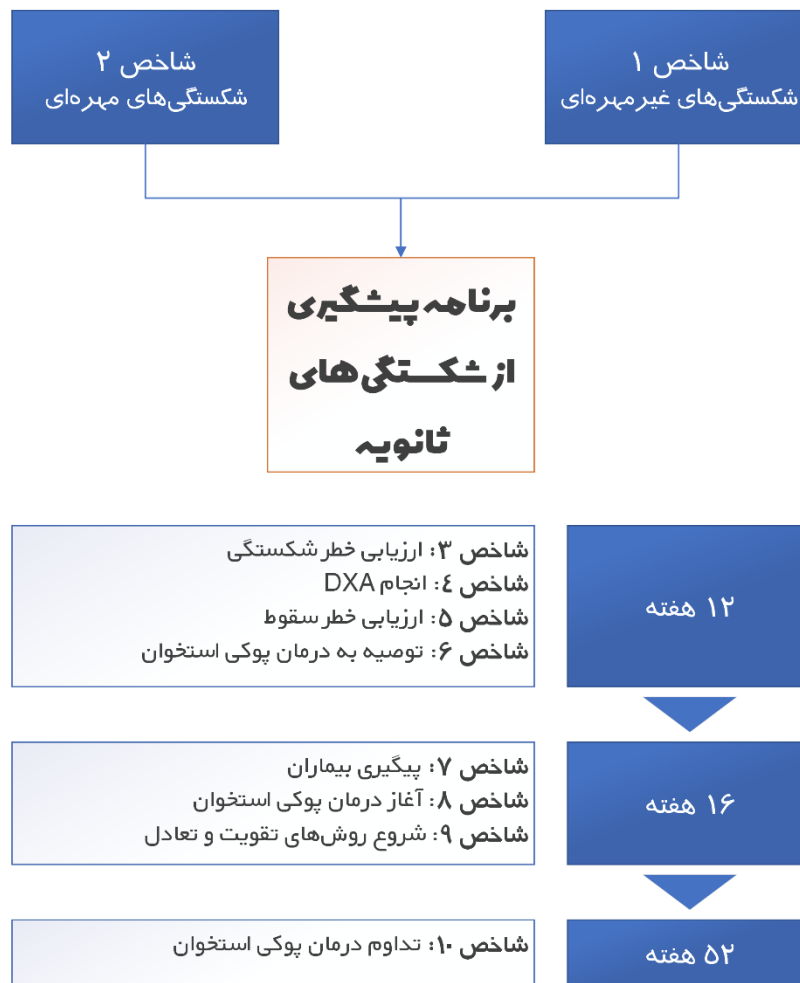 شاخص ۱
شکستگی‌های غیرمهره‌ای
شاخص ۲
شکستگی‌های مهره‌ای
برنامه پیشگیری
از شکستگی‌های
ثانویه
۱۲ هفته
شاخص ۳: ارزیابی خطر شکستگی
شاخص ٤: انجام DXA
شاخص ۵: ارزیابی خطر سقوط
شاخص ۶: توصیه به درمان پوکی استخوان
۱۶ هفته
شاخص ۷: پیگیری بیماران
شاخص ۸: آغاز درمان پوکی استخوان
شاخص ۹: شروع روش‌های تقویت و تعادل
۵۲ هفته
شاخص ۱۰: تداوم درمان پوکی استخوان